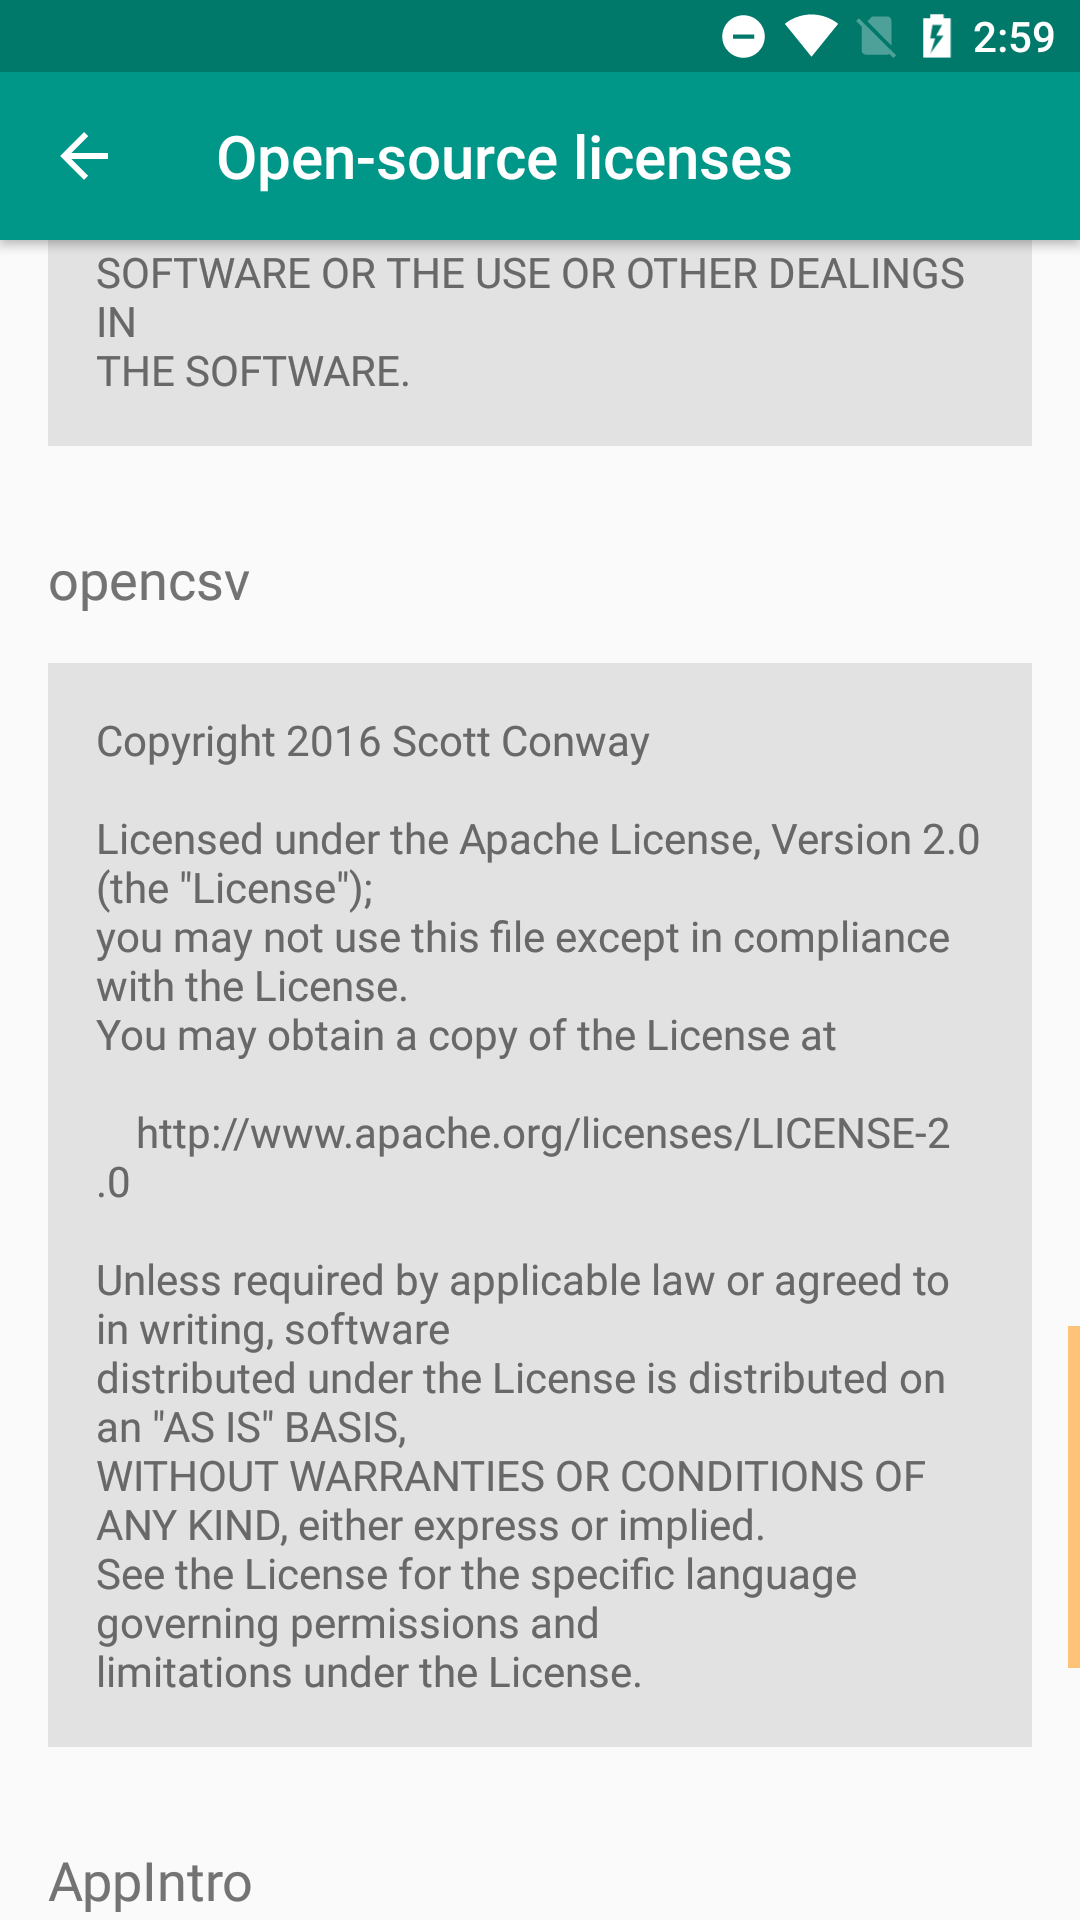 2:59
Open-source licenses
SOFTWARE OR THE USE OR OTHER DEALINGS
IN
THE SOFTWARE.
opencsv
Copyright 2016 Scott Conway
Licensed under the Apache License, Version 2.0
(the "License");
you may not use this file except in compliance
with the License.
You may obtain a copy of the License at
http://www.apache.org/licenses/LICENSE-2
.0
Unless required by applicable law or agreed to
in writing, software
distributed under the License is distributed on
an "AS IS" BASIS,
WITHOUT WARRANTIES OR CONDITIONS OF
ANY KIND, either express or implied.
See the License for the specific language
governing permissions and
limitations under the License.
AppIntro